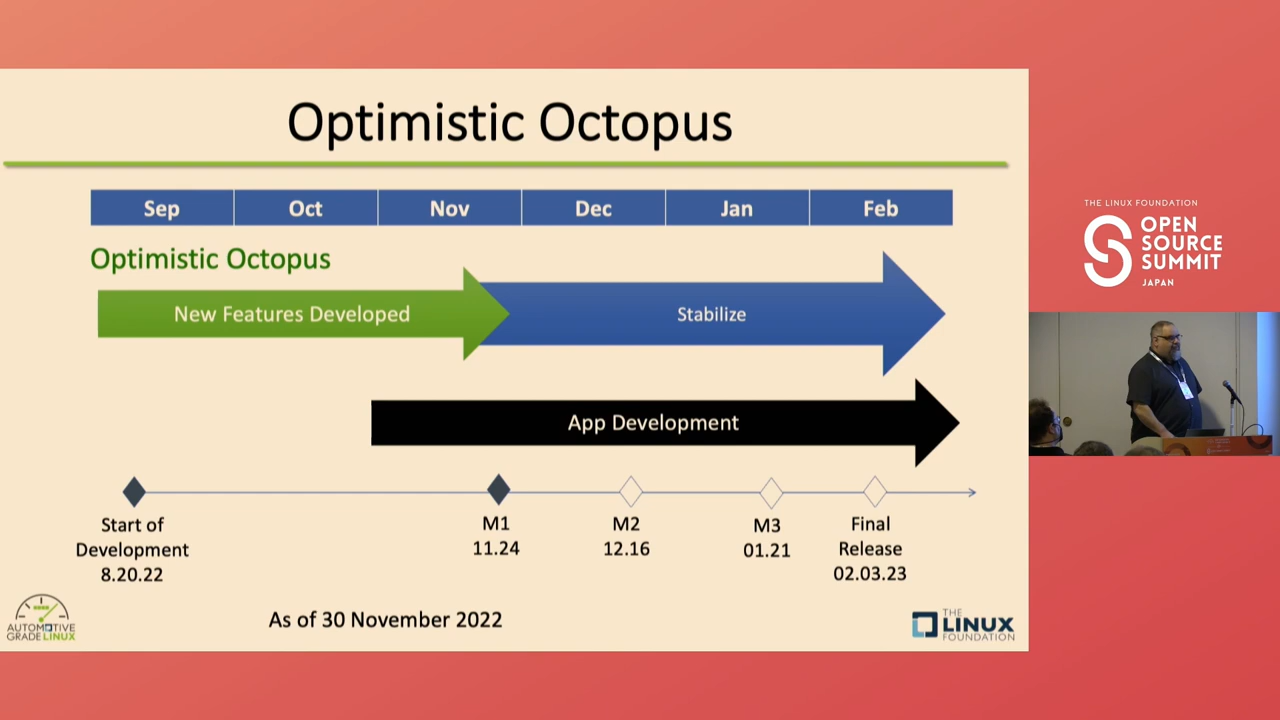 Optimistic Octopus
Sep Oct Nov Dec Jan Feb
Optimistic Octopus
New Features Developed
Stabilize
App Development
Start of
Development
8.20.22
M1
11.24
M2
12.16
M3
01.21
Final
Release
02.03.23
As of 30 November 2022
AUTOMOTIVE
GRADE LINUX
THE
LINUX
FOUNDATION
THE LINUX FOUNDATION
OPEN
SOURCE
SUMMIT
JAPAN